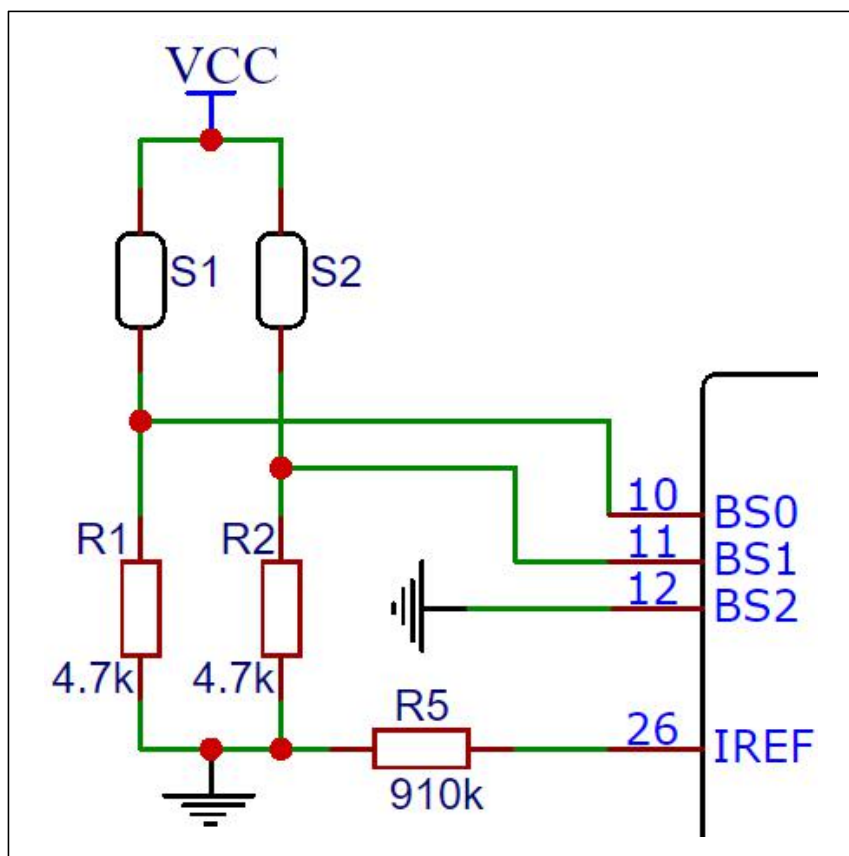 VCC
S1
S2
10
BS0
R1
R2
11
BS1
12
BS2
4.7k
4.7k
R5
26
IREF
910k